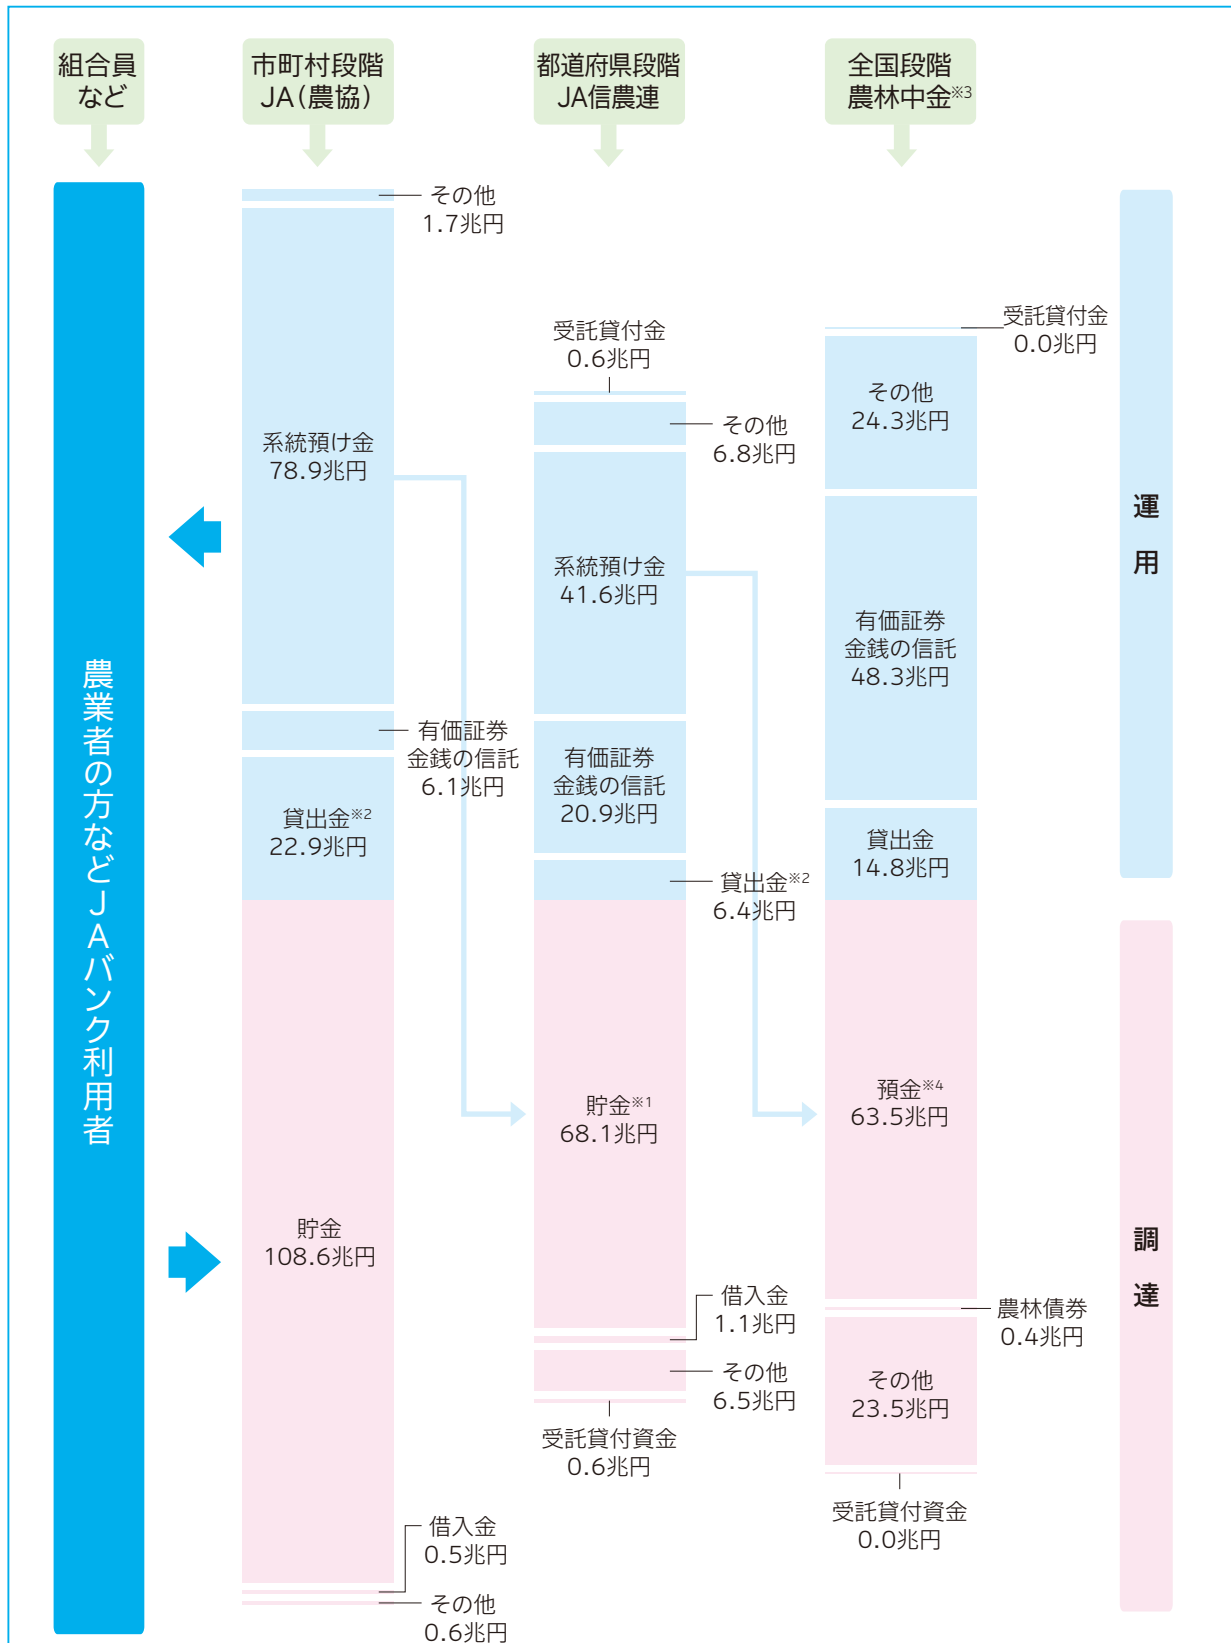 組合員
など
市町村段階
JA（農協）
都道府県段階
JA信農連
全国段階
農林中金※3
農業者の方などJAバンク利用者
その他
1.7兆円
系統預け金
78.9兆円
有価証券
金銭の信託
6.1兆円
貸出金※2
22.9兆円
貯金
108.6兆円
借入金
0.5兆円
その他
0.6兆円
受託貸付金
0.6兆円
その他
6.8兆円
系統預け金
41.6兆円
有価証券
金銭の信託
20.9兆円
貸出金※2
6.4兆円
貯金※1
68.1兆円
借入金
1.1兆円
その他
6.5兆円
受託貸付資金
0.6兆円
受託貸付金
0.0兆円
その他
24.3兆円
有価証券
金銭の信託
48.3兆円
貸出金
14.8兆円
預金※4
63.5兆円
農林債券
0.4兆円
その他
23.5兆円
受託貸付資金
0.0兆円
運用
調達